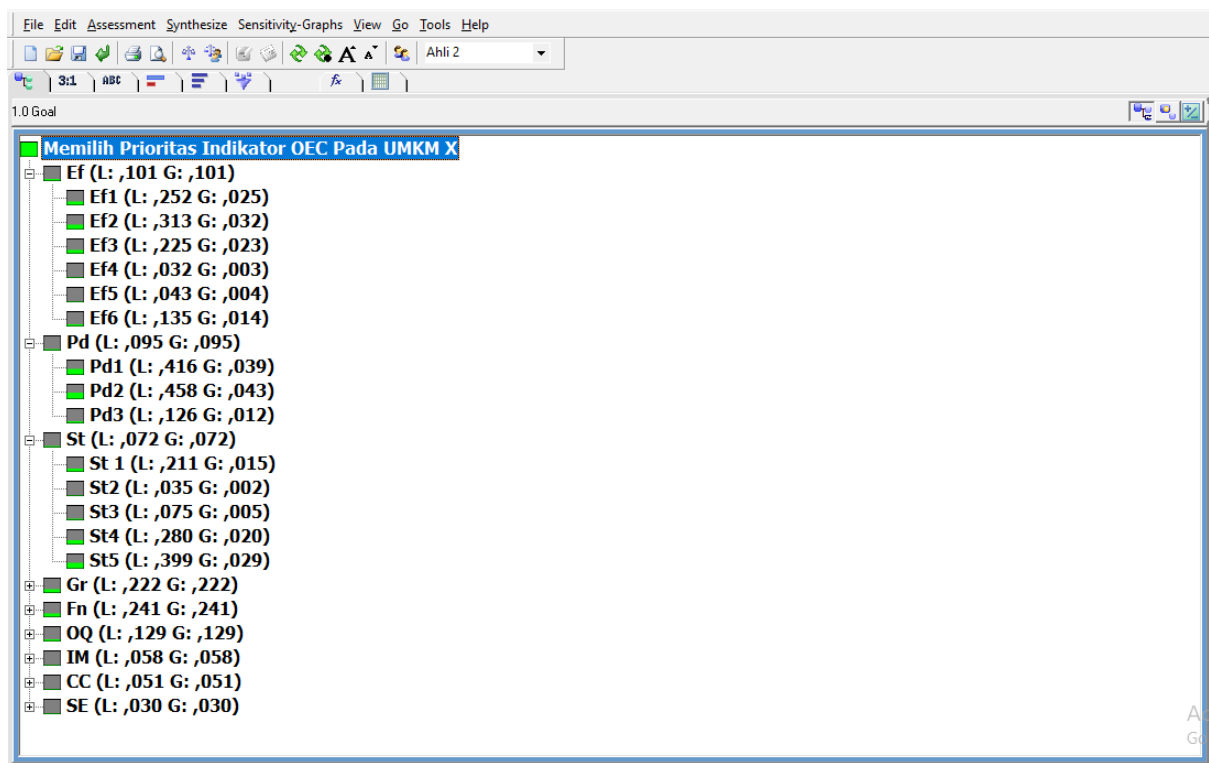 File Edit Assessment Synthesize Sensitivity-Graphs View Go Tools Help
Ahli 2
3:1 ABC fx
1.0 Goal
Memilih Prioritas Indikator OEC Pada UMKM X
Ef (L: ,101 G: ,101)
Ef1 (L: ,252 G: ,025)
Ef2 (L: ,313 G: ,032)
Ef3 (L: ,225 G: ,023)
Ef4 (L: ,032 G: ,003)
Ef5 (L: ,043 G: ,004)
Ef6 (L: ,135 G: ,014)
Pd (L: ,095 G: ,095)
Pd1 (L: ,416 G: ,039)
Pd2 (L: ,458 G: ,043)
Pd3 (L: ,126 G: ,012)
St (L: ,072 G: ,072)
St 1 (L: ,211 G: ,015)
St2 (L: ,035 G: ,002)
St3 (L: ,075 G: ,005)
St4 (L: ,280 G: ,020)
St5 (L: ,399 G: ,029)
Gr (L: ,222 G: ,222)
Fn (L: ,241 G: ,241)
OQ (L: ,129 G: ,129)
IM (L: ,058 G: ,058)
CC (L: ,051 G: ,051)
SE (L: ,030 G: ,030)